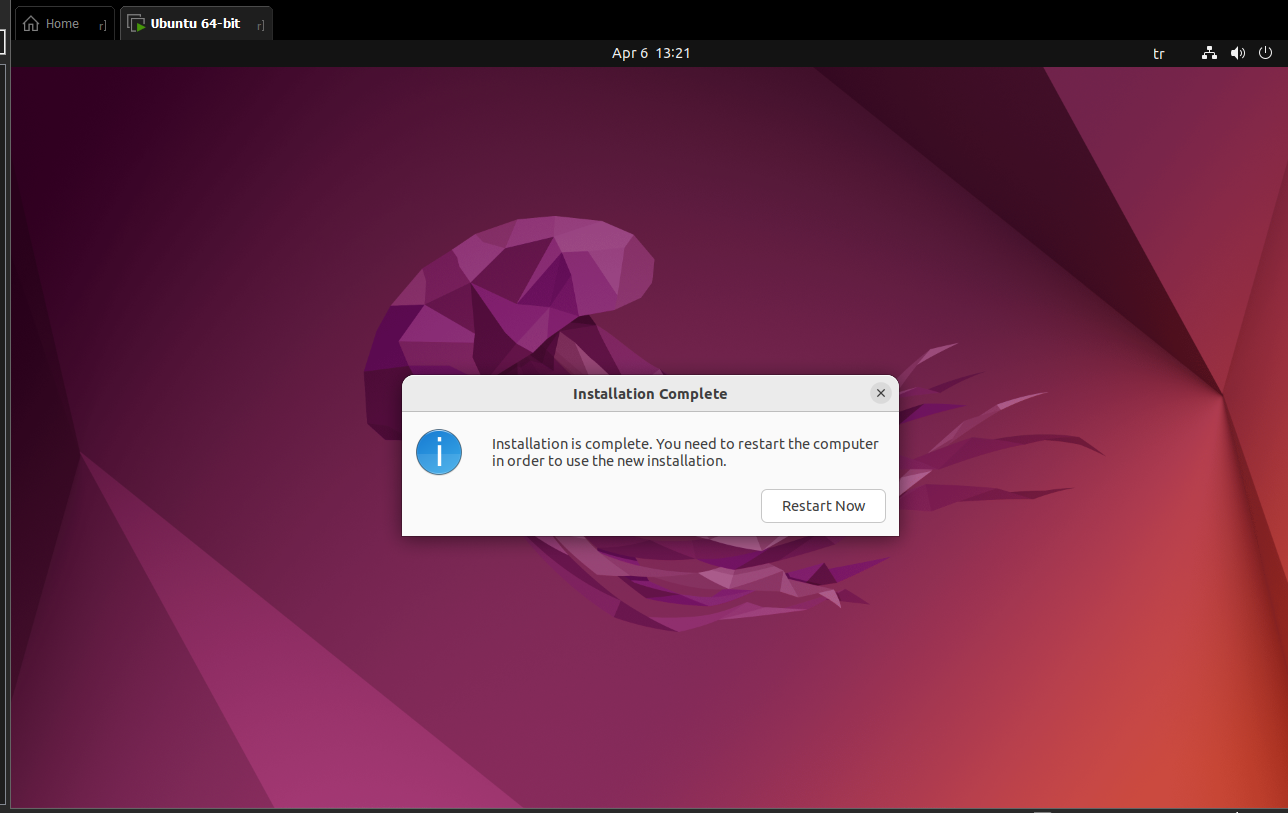 Home
Ubuntu 64-bit
Apr 6 13:21
tr
Installation Complete
Installation is complete. You need to restart the computer
in order to use the new installation.
Restart Now